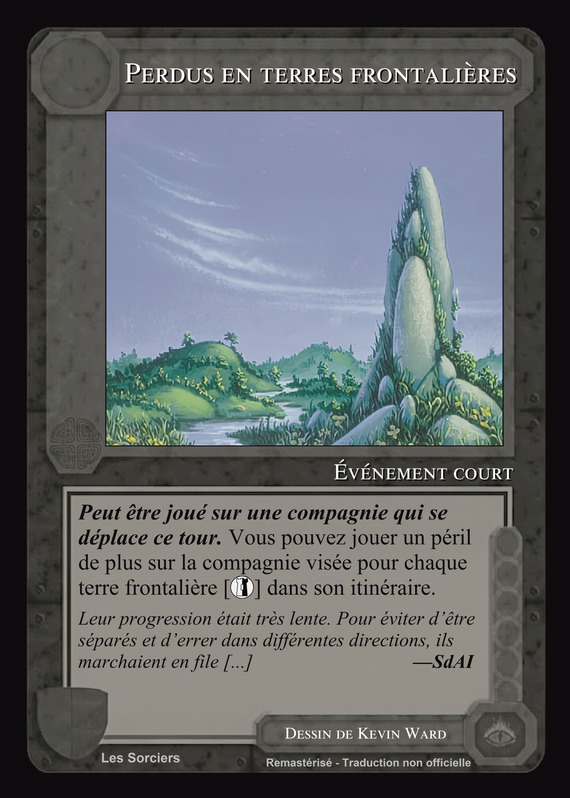 Perdus en terres frontalières
Événement court
Peut être joué sur une compagnie qui se
déplace ce tour. Vous pouvez jouer un péril
de plus sur la compagnie visée pour chaque
terre frontalière [] dans son itinéraire.
Leur progression était très lente. Pour éviter d’être
séparés et d’errer dans différentes directions, ils
marchaient en file [...] —SdAI
Dessin de Kevin Ward
Les Sorciers
Remastérisé - Traduction non officielle